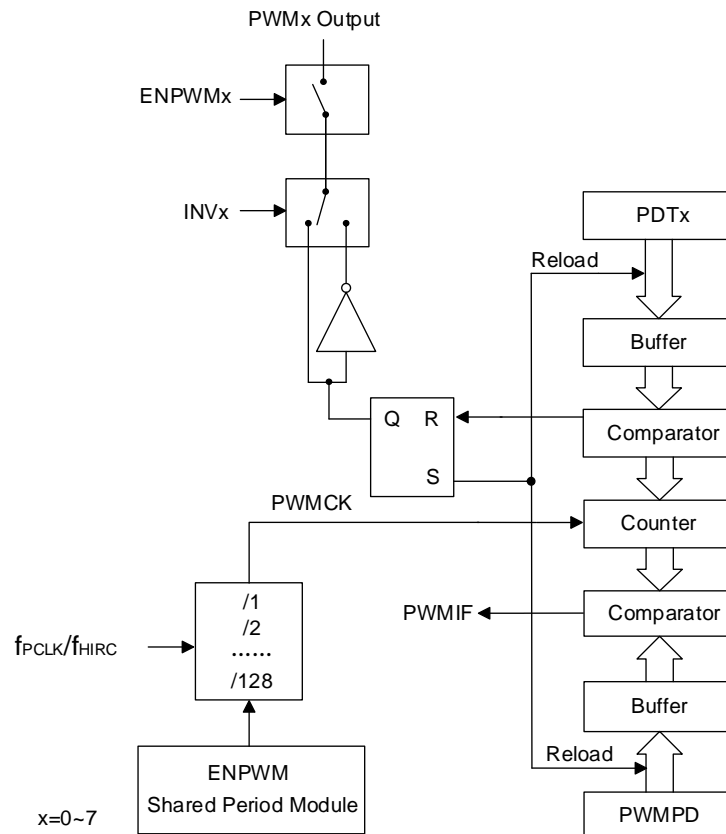 PWMx Output
ENPWMx
INVx
PDTx
Reload
Buffer
Q R
S
Comparator
PWMCK
Counter
/1
/2
......
/128
fPCLK/fHIRC
PWMIF
Comparator
Buffer
Reload
ENPWM
Shared Period Module
PWMPD
x=0~7